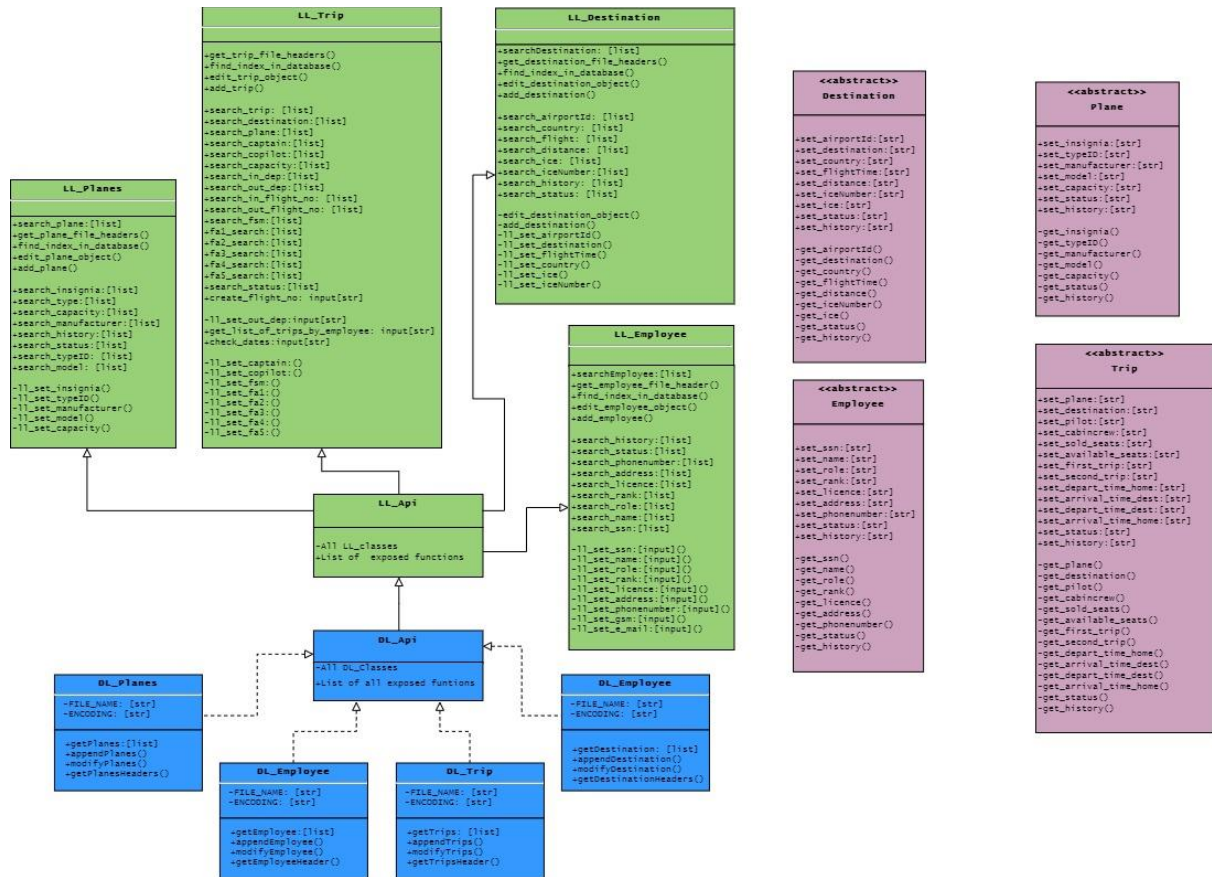 LL_Trip
+get_trip_file_headers()
+find_index_in_database()
+edit_trip_object()
+add_trip()
+search_trip: [list]
+search_destination:[list]
+search_plane:[list]
+search_captain:[list]
+search_copilot:[list]
+search_capacity:[list]
+search_in_dep:[list]
+search_out_dep:[list]
+search_in_flight_no: [list]
+search_out_flight_no: [list]
+search_fsm:[list]
+fa1_search:[list]
+fa2_search:[list]
+fa3_search:[list]
+fa4_search:[list]
+fa5_search:[list]
+search_status:[list]
+create_flight_no: input[str]
-ll_set_out_dep:input[str]
+get_list_of_trips_by_employee: input[str]
+check_dates:input[str]
-ll_set_captain:()
-ll_set_copilot:()
-ll_set_fsm:()
-ll_set_fa1:()
-ll_set_fa2:()
-ll_set_fa3:()
-ll_set_fa4:()
-ll_set_fa5:()
LL_Destination
+searchDestination: [list]
+get_destination_file_headers()
+find_index_in_database()
+edit_destination_object()
+add_destination()
+search_airportId: [list]
+search_country: [list]
+search_flight: [list]
+search_distance: [list]
+search_ice: [list]
+search_iceNumber:[list]
+search_history: [list]
+search_status: [list]
-edit_destination_object()
-add_destination()
-ll_set_airportId()
-ll_set_destination()
-ll_set_flightTime()
-ll_set_country()
-ll_set_ice()
-ll_set_iceNumber()
<<abstract>>
Destination
+set_airportId:[str]
+set_destination:[str]
+set_country:[str]
+set_flightTime:[str]
+set_distance:[str]
+set_iceNumber:[str]
+set_ice:[str]
+set_status:[str]
+set_history:[str]
-get_airportId()
-get_destination()
-get_country()
-get_flightTime()
-get_distance()
-get_iceNumber()
-get_ice()
-get_status()
-get_history()
<<abstract>>
Plane
+set_insignia:[str]
+set_typeID:[str]
+set_manufacturer:[str]
+set_model:[str]
+set_capacity:[str]
+set_status:[str]
+set_history:[str]
-get_insignia()
-get_typeID()
-get_manufacturer()
-get_model()
-get_capacity()
-get_status()
-get_history()
LL_Planes
+search_plane:[list]
+get_plane_file_headers()
+find_index_in_database()
+edit_plane_object()
+add_plane()
+search_insignia:[list]
+search_type:[list]
+search_capacity:[list]
+search_manufacturer:[list]
+search_history:[list]
+search_status:[list]
+search_typeID: [list]
+search_model: [list]
-ll_set_insignia()
-ll_set_typeID()
-ll_set_manufacturer()
-ll_set_model()
-ll_set_capacity()
LL_Employee
+searchEmployee:[list]
+get_employee_file_header()
+find_index_in_database()
+edit_employee_object()
+add_employee()
+search_history:[list]
+search_status:[list]
+search_phonenumber:[list]
+search_address:[list]
+search_licence:[list]
+search_rank:[list]
+search_role:[list]
+search_name:[list]
+search_ssn:[list]
-ll_set_ssn:[input]()
-ll_set_name:[input]()
-ll_set_role:[input]()
-ll_set_rank:[input]()
-ll_set_licence:[input]()
-ll_set_address:[input]()
-ll_set_phonenumber:[input]()
-ll_set_gsm:[input]()
-ll_set_e_mail:[input]()
<<abstract>>
Employee
+set_ssn:[str]
+set_name:[str]
+set_role:[str]
+set_rank:[str]
+set_licence:[str]
+set_address:[str]
+set_phonenumber:[str]
+set_status:[str]
+set_history:[str]
-get_ssn()
-get_name()
-get_role()
-get_rank()
-get_licence()
-get_address()
-get_phonenumber()
-get_status()
-get_history()
<<abstract>>
Trip
+set_plane:[str]
+set_destination:[str]
+set_pilot:[str]
+set_cabincrew:[str]
+set_sold_seats:[str]
+set_available_seats:[str]
+set_first_trip:[str]
+set_second_trip:[str]
+set_depart_time_home:[str]
+set_arrival_time_dest:[str]
+set_depart_time_dest:[str]
+set_arrival_time_home:[str]
+set_status:[str]
+set_history:[str]
-get_plane()
-get_destination()
-get_pilot()
-get_cabincrew()
-get_sold_seats()
-get_available_seats()
-get_first_trip()
-get_second_trip()
-get_depart_time_home()
-get_arrival_time_dest()
-get_depart_time_dest()
-get_arrival_time_home()
-get_status()
-get_history()
LL_Api
-All LL_classes
+List of exposed functions
DL_Api
-All DL_Classes
+List of all exposed funtions
DL_Planes
-FILE_NAME: [str]
-ENCODING: [str]
+getPlanes:[list]
+appendPlanes()
+modifyPlanes()
+getPlanesHeaders()
DL_Employee
-FILE_NAME: [str]
-ENCODING: [str]
+getDestination: [list]
+appendDestination()
+modifyDestination()
+getDestinationHeaders()
DL_Employee
-FILE_NAME: [str]
-ENCODING: [str]
+getEmployee:[list]
+appendEmployee()
+modifyEmployee()
+getEmployeeHeader()
DL_Trip
-FILE_NAME: [str]
-ENCODING: [str]
+getTrips: [list]
+appendTrips()
+modifyTrips()
+getTripsHeader()